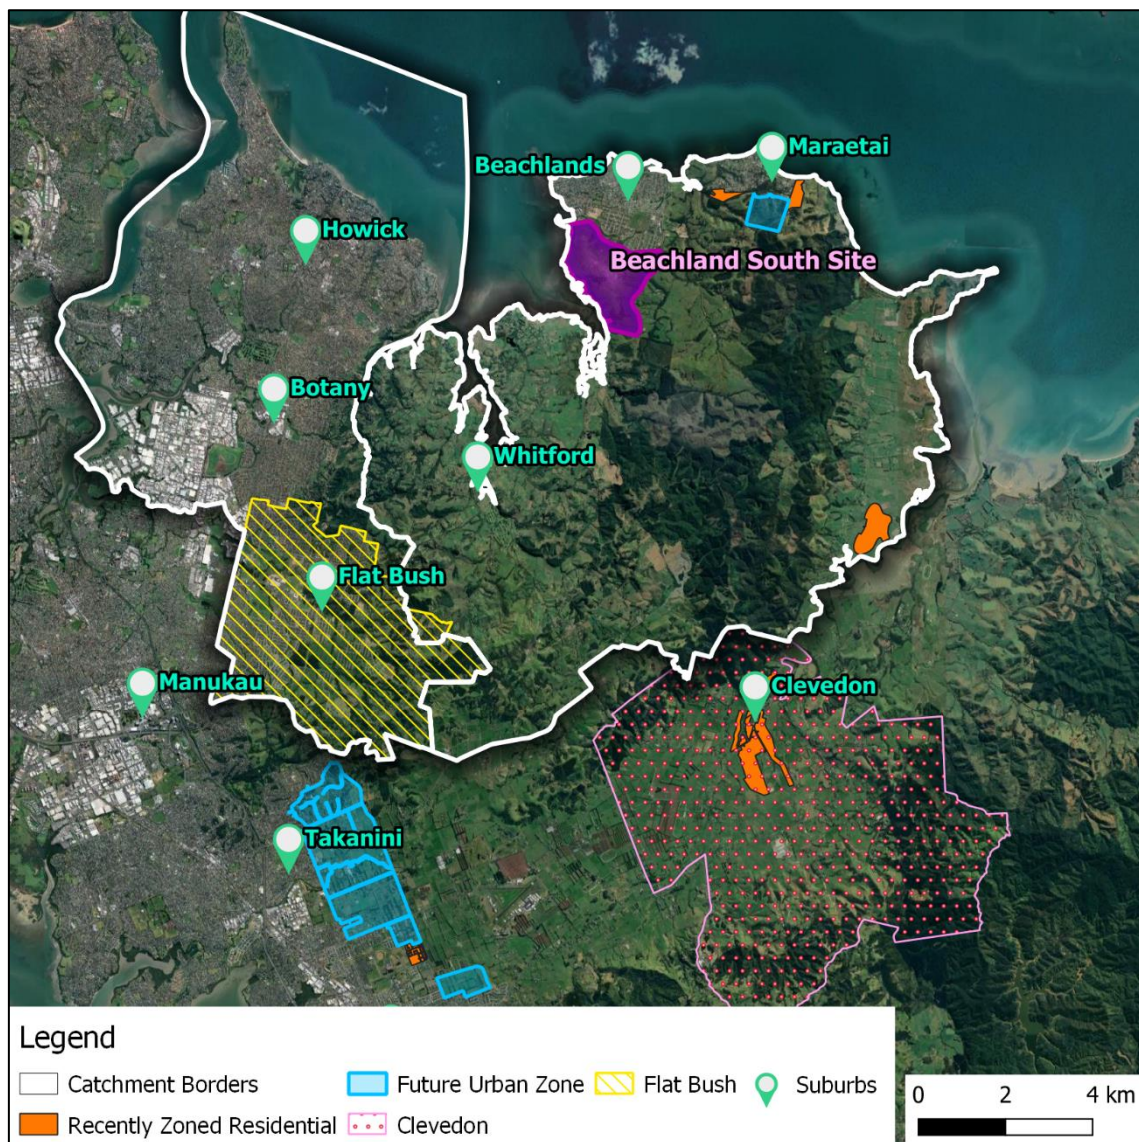 Maraetai
Beachlands
Howick
Beachland South Site
Botany
Whitford
Flat Bush
Manukau
Clevedon
Takanini
Legend
Catchment Borders
Future Urban Zone
Flat Bush
Suburbs
Recently Zoned Residential
Clevedon
0 2 4 km